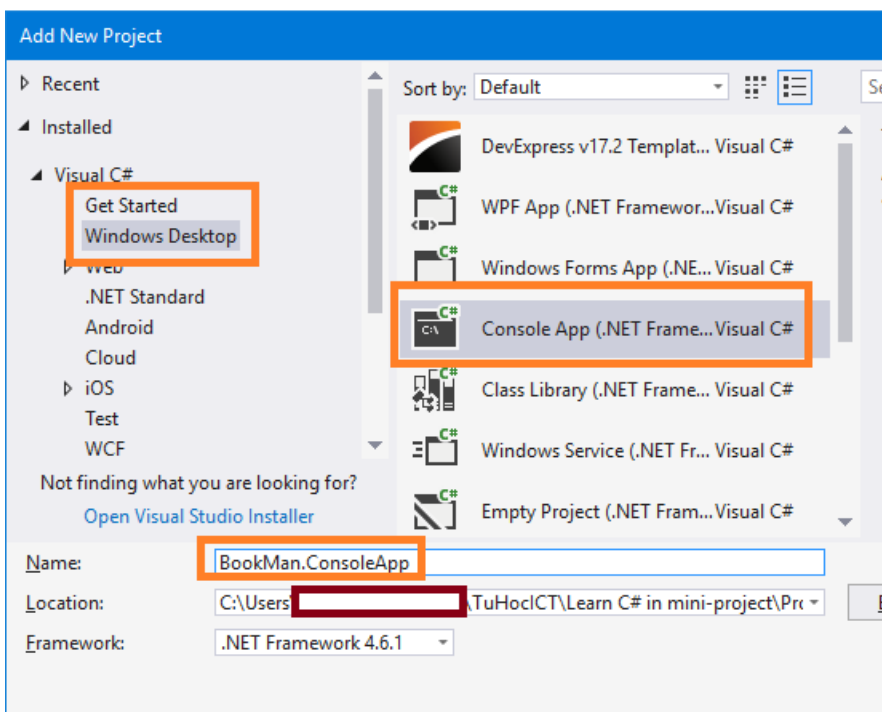 Add New Project
Recent
Installed
Visual C#
Get Started
Windows Desktop
Web
.NET Standard
Android
Cloud
iOS
Test
WCF
Not finding what you are looking for?
Open Visual Studio Installer
Sort by: Default
DevExpress v17.2 Templat... Visual C#
WPF App (.NET Framewor... Visual C#
Windows Forms App (.NE... Visual C#
Console App (.NET Frame... Visual C#
Class Library (.NET Frame... Visual C#
Windows Service (.NET Fr... Visual C#
Empty Project (.NET Fram... Visual C#
Name: BookMan.ConsoleApp
Location: C:\Users\ \TuHocICT\Learn C# in mini-project\Pro
Framework: .NET Framework 4.6.1